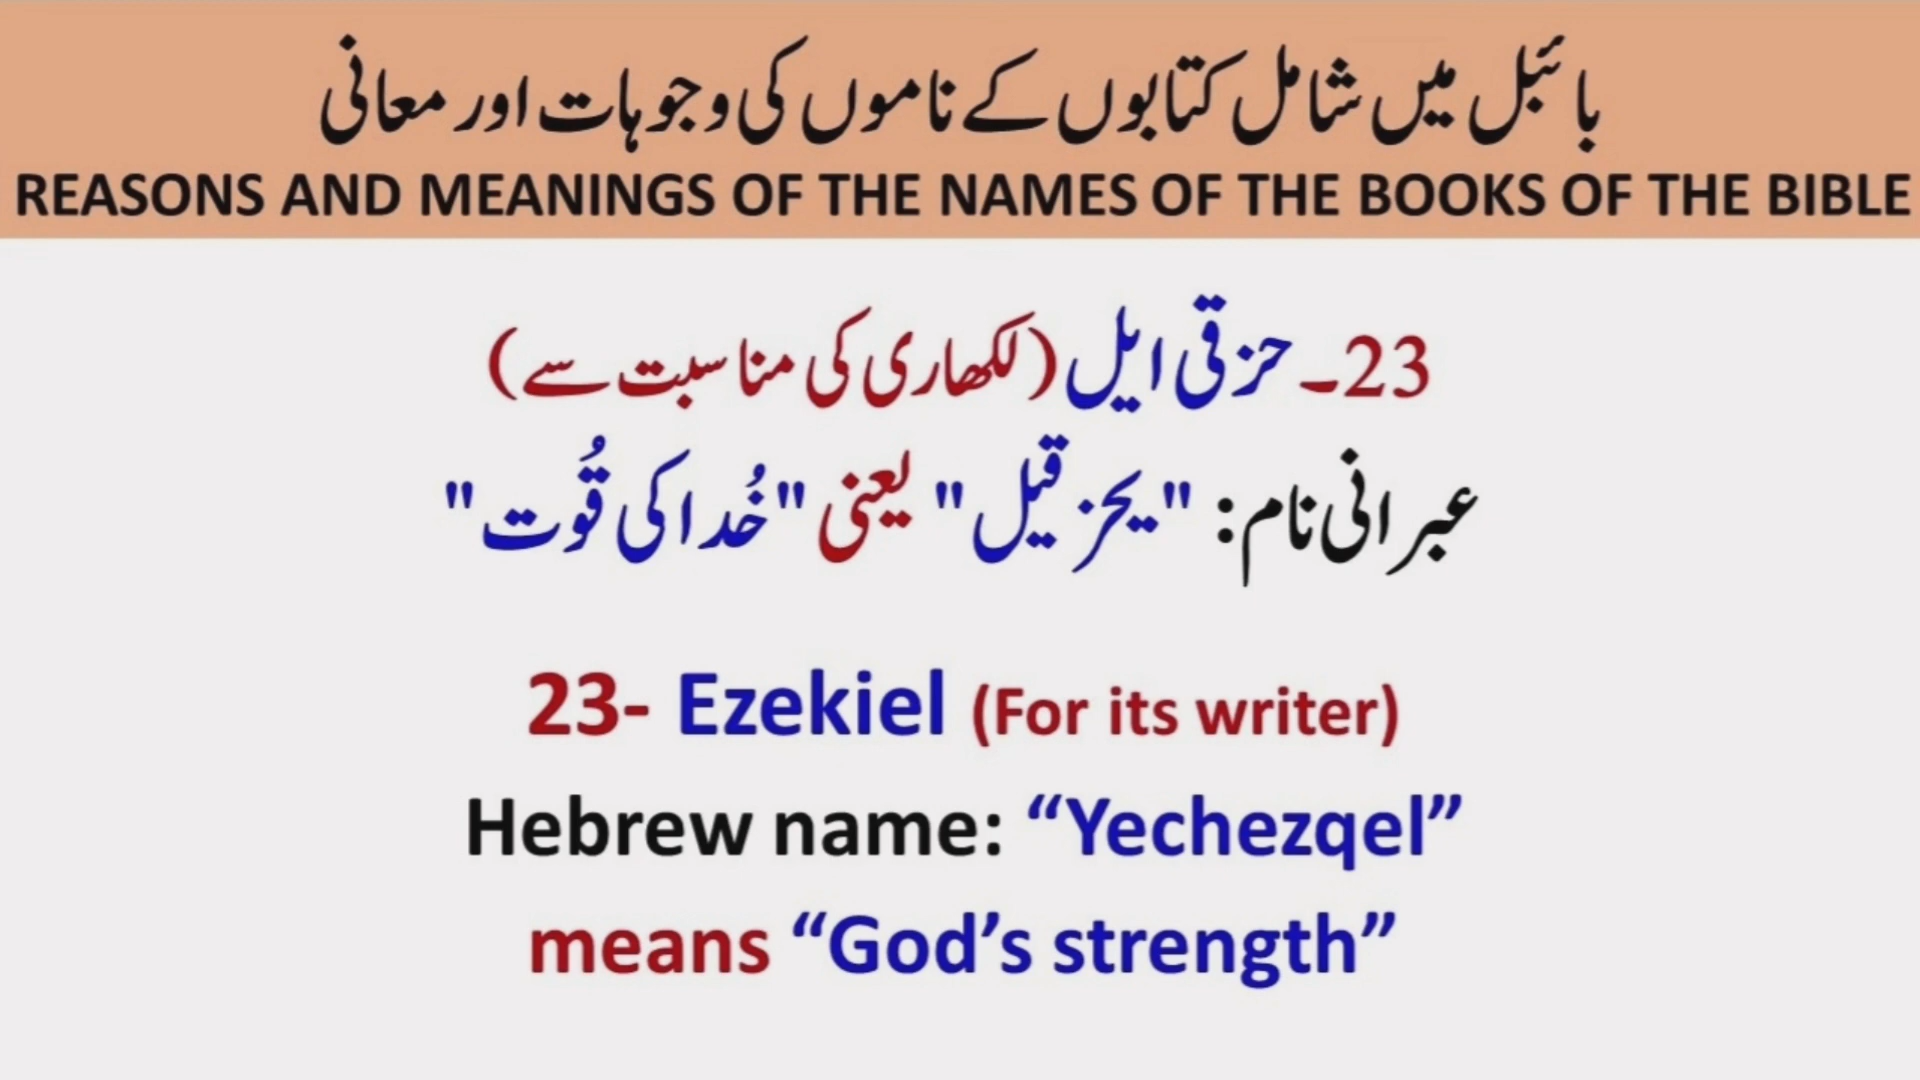 بائبل میں شامل کتابوں کے ناموں کی وجوہات اور معانی
REASONS AND MEANINGS OF THE NAMES OF THE BOOKS OF THE BIBLE
23۔ حزقی ایل (لکھاری کی مناسبت سے)
عبرانی نام: "یحزقیل" یعنی "خُدا کی قُوت"
23- Ezekiel (For its writer)
Hebrew name: “Yechezqel”
means “God’s strength”